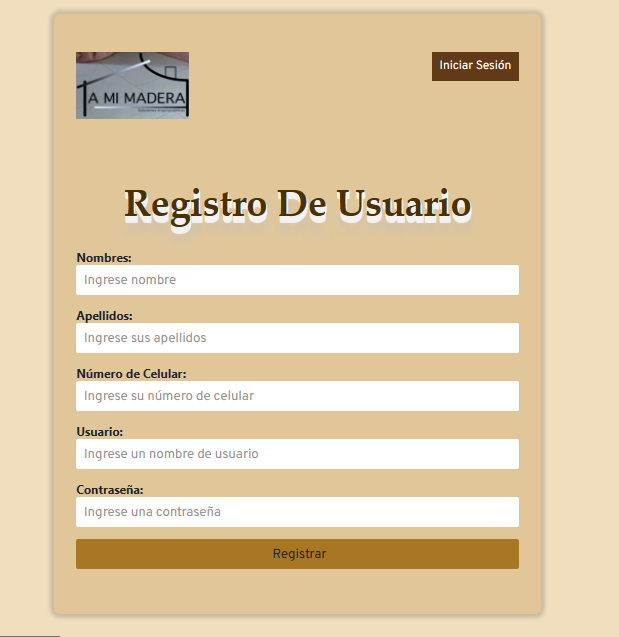 A MI MADERA
Iniciar Sesión
Registro De Usuario
Nombres:
Ingrese nombre
Apellidos:
Ingrese sus apellidos
Número de Celular:
Ingrese su número de celular
Usuario:
Ingrese un nombre de usuario
Contraseña:
Ingrese una contraseña
Registrar